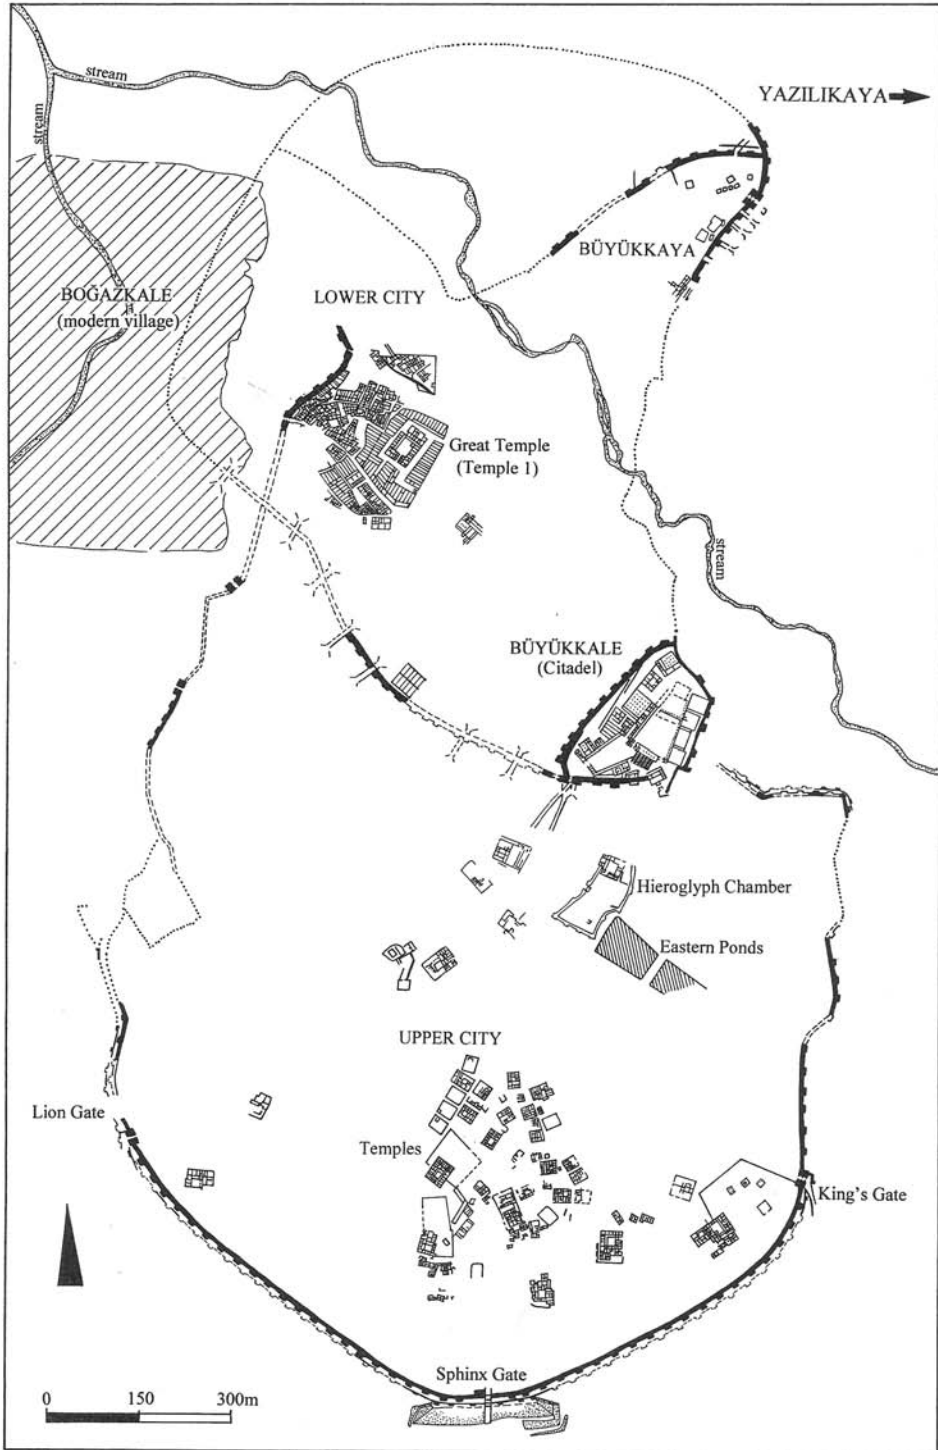 stream
stream
YAZILIKAYA
BÜYÜKKAYA
BOĞAZKALE
(modern village)
LOWER CITY
Great Temple
(Temple 1)
stream
BÜYÜKKALE
(Citadel)
Hieroglyph Chamber
Eastern Ponds
UPPER CITY
Lion Gate
Temples
King's Gate
Sphinx Gate
0 150 300m